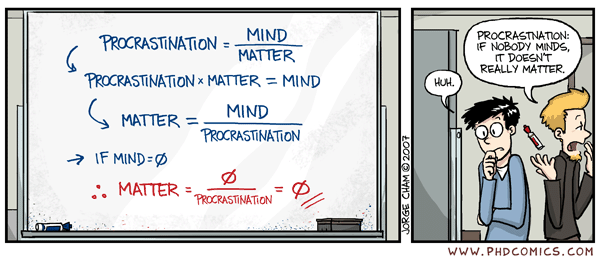 PROCRASTINATION = MIND
MATTER
PROCRASTINATION × MATTER = MIND
MATTER = MIND
PROCRASTINATION
→ IF MIND = Ø
∴ MATTER = Ø = Ø
PROCRASTINATION
HUH.
PROCRASTNATION:
IF NOBODY MINDS,
IT DOESN'T
REALLY MATTER.
JORGE CHAM © 2007
WWW.PHDCOMICS.COM